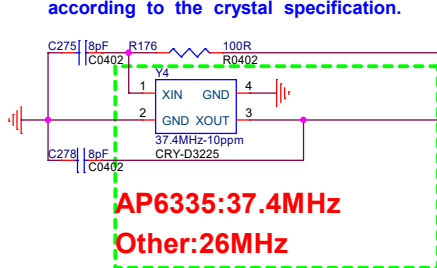 according to the crystal specification.
C275 8pF R176 100R
C0402 R0402
Y4
1 XIN GND 4
2 GND XOUT 3
37.4MHz-10ppm
C278 8pF CRY-D3225
C0402
AP6335:37.4MHz
Other:26MHz